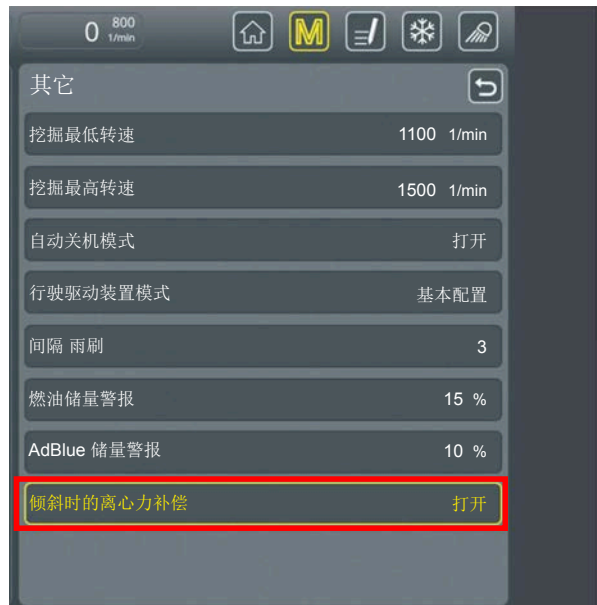 0 800 1/min
M
其它
挖掘最低转速 1100 1/min
挖掘最高转速 1500 1/min
自动关机模式 打开
行驶驱动装置模式 基本配置
间隔 雨刷 3
燃油储量警报 15 %
AdBlue 储量警报 10 %
倾斜时的离心力补偿 打开